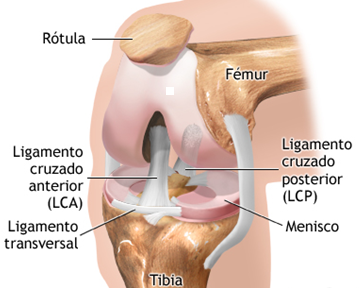 Rótula
Fémur
Ligamento
cruzado
anterior
(LCA)
Ligamento
cruzado
posterior
(LCP)
Ligamento
transversal
Menisco
Tibia